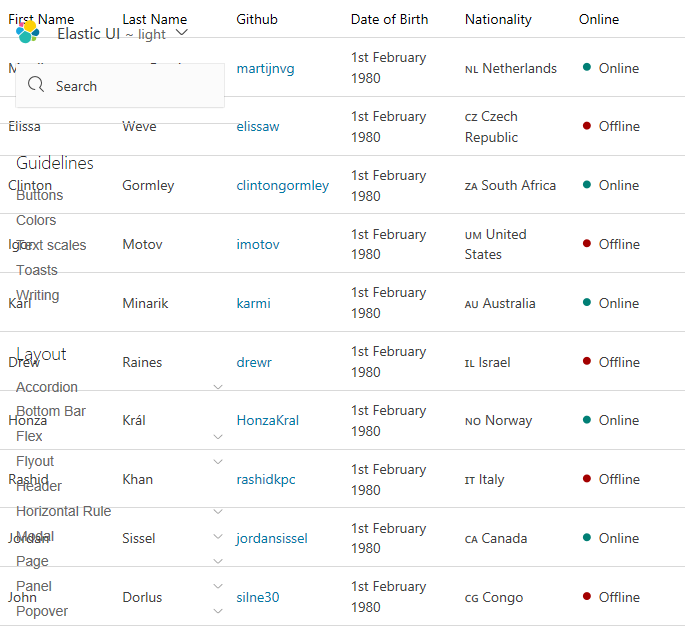 First Name Last Name Github Date of Birth Nationality Online
Elastic UI ~ light
martijnvg 1st February 1980 NL Netherlands Online
Search
Elissa Weve elissaw 1st February 1980 CZ Czech Republic Offline
Guidelines
Clinton Gormley clintongormley 1st February 1980 ZA South Africa Online
Buttons
Colors
Igor Motov imotov 1st February 1980 UM United States Offline
Text scales
Toasts
Writing
Karl Minarik karmi 1st February 1980 AU Australia Online
Layout
Drew Raines drewr 1st February 1980 IL Israel Offline
Accordion
Bottom Bar
Honza Král HonzaKral 1st February 1980 NO Norway Online
Flex
Flyout
Rashid Khan rashidkpc 1st February 1980 IT Italy Offline
Header
Horizontal Rule
Jordan Sissel jordansissel 1st February 1980 CA Canada Online
Modal
Page
Panel
John Dorlus silne30 1st February 1980 CG Congo Offline
Popover